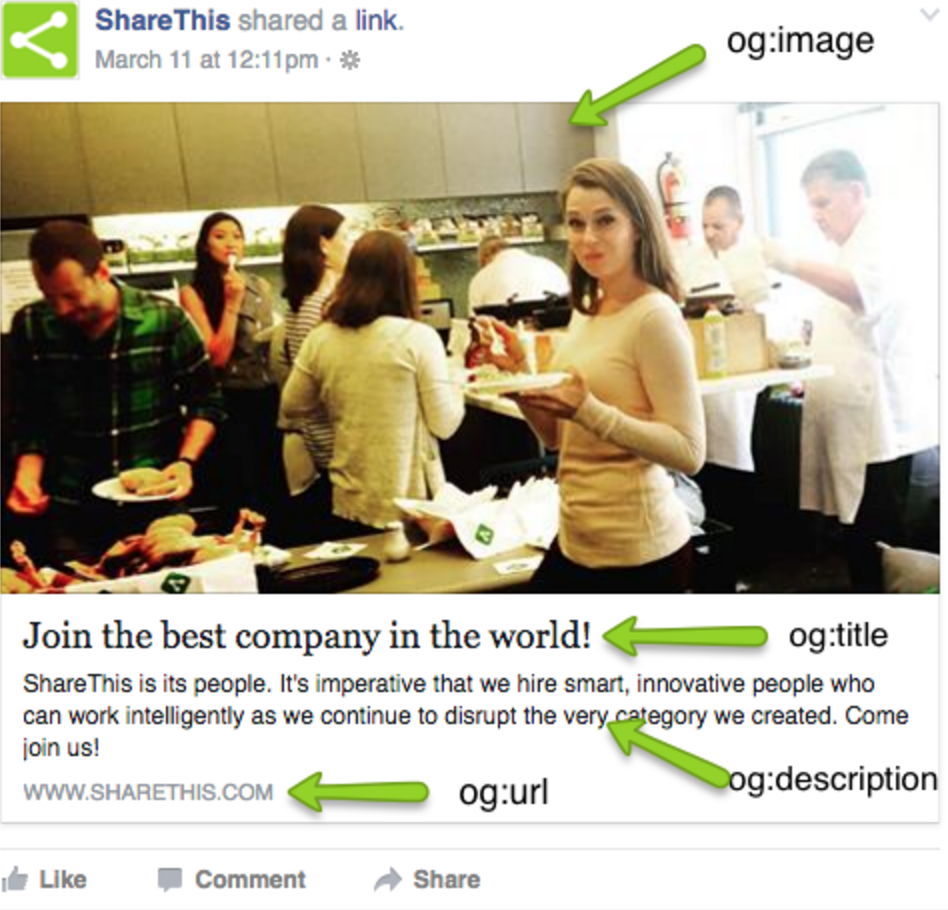 ShareThis shared a link.
March 11 at 12:11pm ·
og:image
Join the best company in the world!
og:title
ShareThis is its people. It's imperative that we hire smart, innovative people who
can work intelligently as we continue to disrupt the very category we created. Come
join us!
og:description
WWW.SHARETHIS.COM
og:url
Like Comment Share